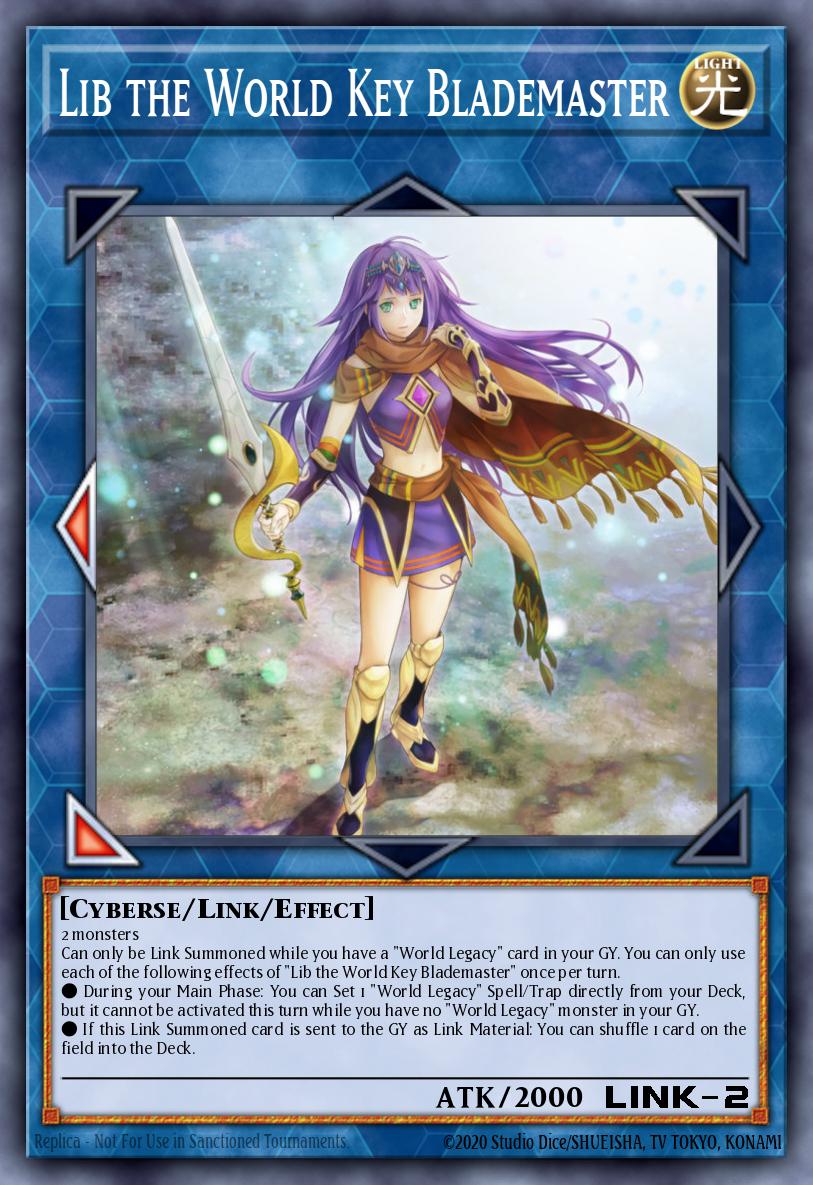 Lib the World Key Blademaster
LIGHT
光
[Cyberse/Link/Effect]
2 monsters
Can only be Link Summoned while you have a "World Legacy" card in your GY. You can only use
each of the following effects of "Lib the World Key Blademaster" once per turn.
● During your Main Phase: You can Set 1 "World Legacy" Spell/Trap directly from your Deck,
but it cannot be activated this turn while you have no "World Legacy" monster in your GY.
● If this Link Summoned card is sent to the GY as Link Material: You can shuffle 1 card on the
field into the Deck.
ATK/2000 LINK-2
Replica - Not For Use in Sanctioned Tournaments.
©2020 Studio Dice/SHUEISHA, TV TOKYO, KONAMI